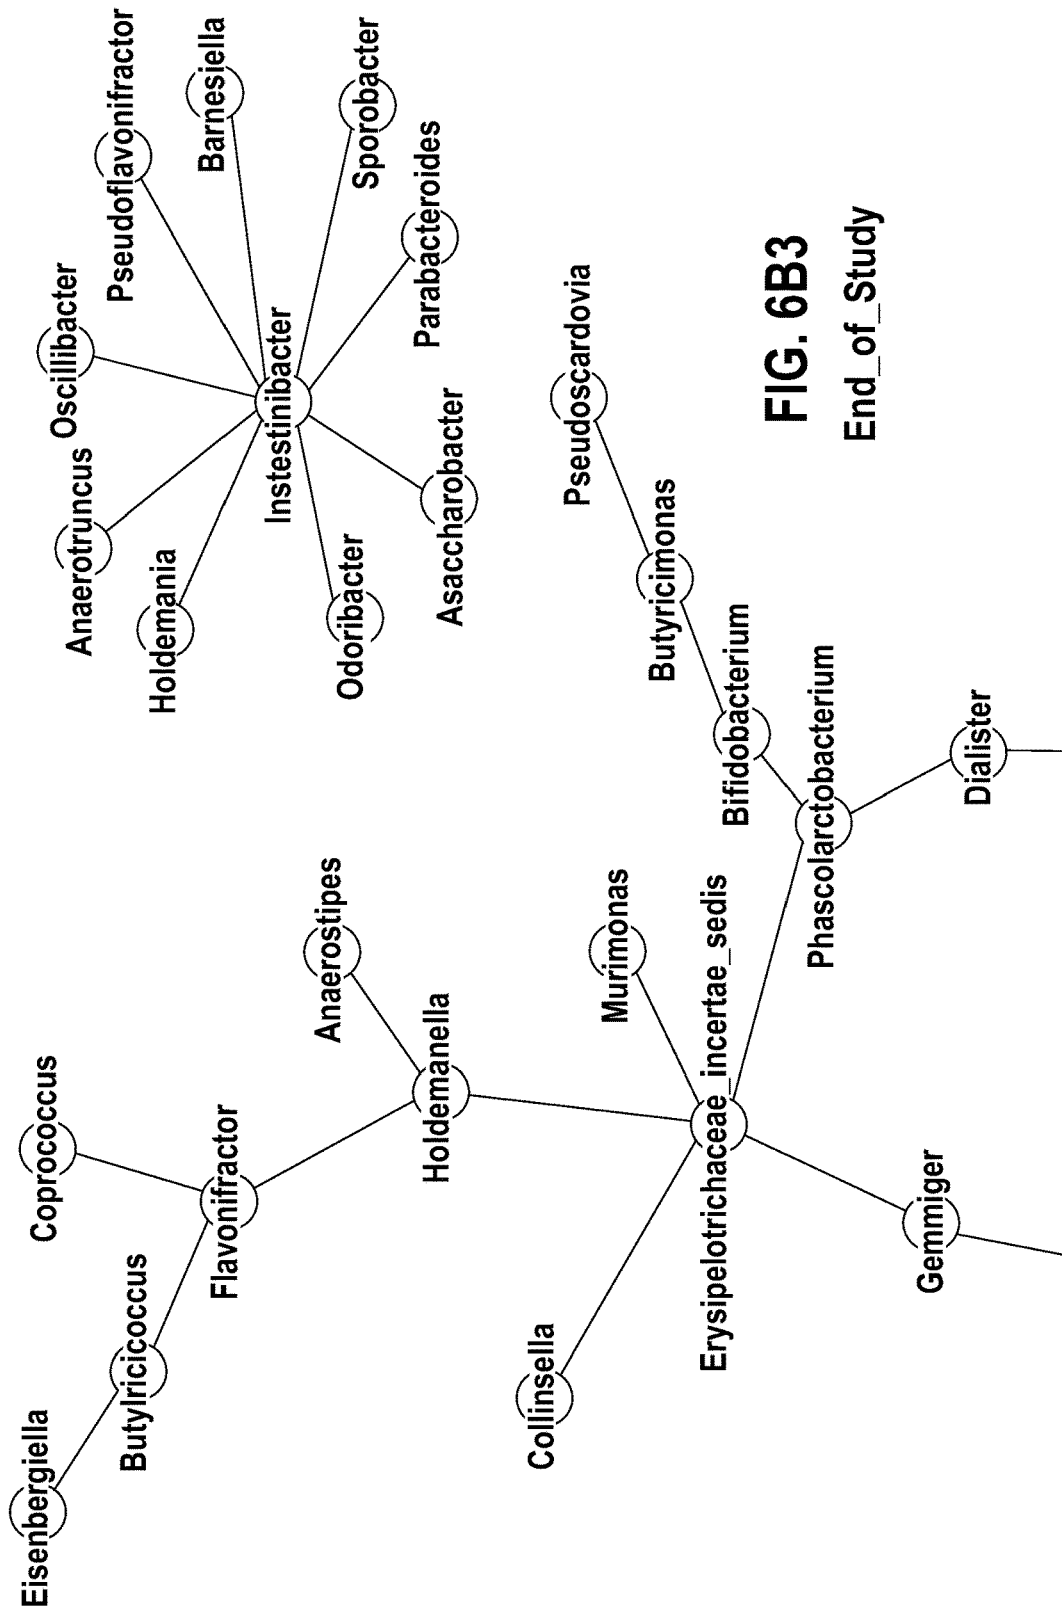 Eisenbergiella
Coprococcus
Butylricicoccus
Flavonifractor
Anaerostipes
Holdemanella
Collinsella
Murimonas
Erysipelotrichaceae_incertae_sedis
Gemmiger
Phascolarctobacterium
Dialister
Bifidobacterium
Butyricimonas
Pseudoscardovia
Anaerotruncus
Oscillibacter
Pseudoflavonifractor
Holdemania
Barnesiella
Instestinibacter
Odoribacter
Sporobacter
Asaccharobacter
Parabacteroides
FIG. 6B3
End_of_Study